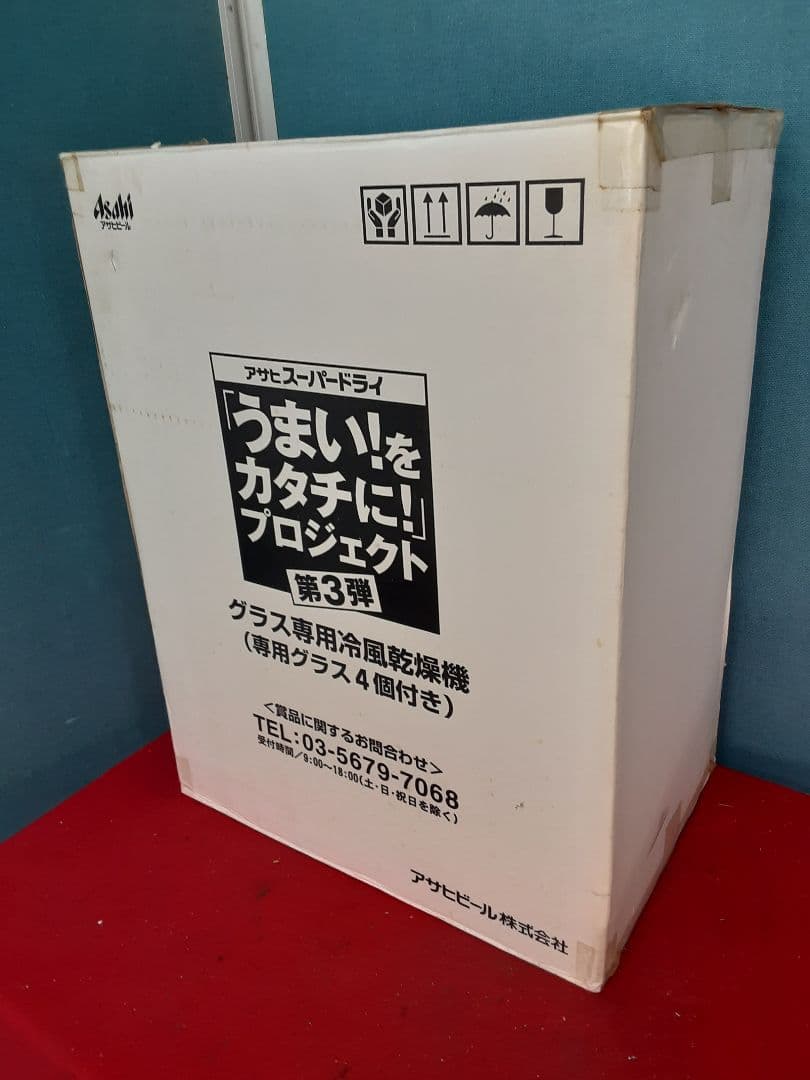 Asahi
アサヒビール
アサヒスーパードライ
「うまい!を
カタチに!」
プロジェクト
第3弾
グラス専用冷風乾燥機
(専用グラス4個付き)
<賞品に関するお問合わせ>
TEL:03-5679-7068
受付時間/9:00〜18:00(土・日・祝日を除く)
アサヒビール株式会社